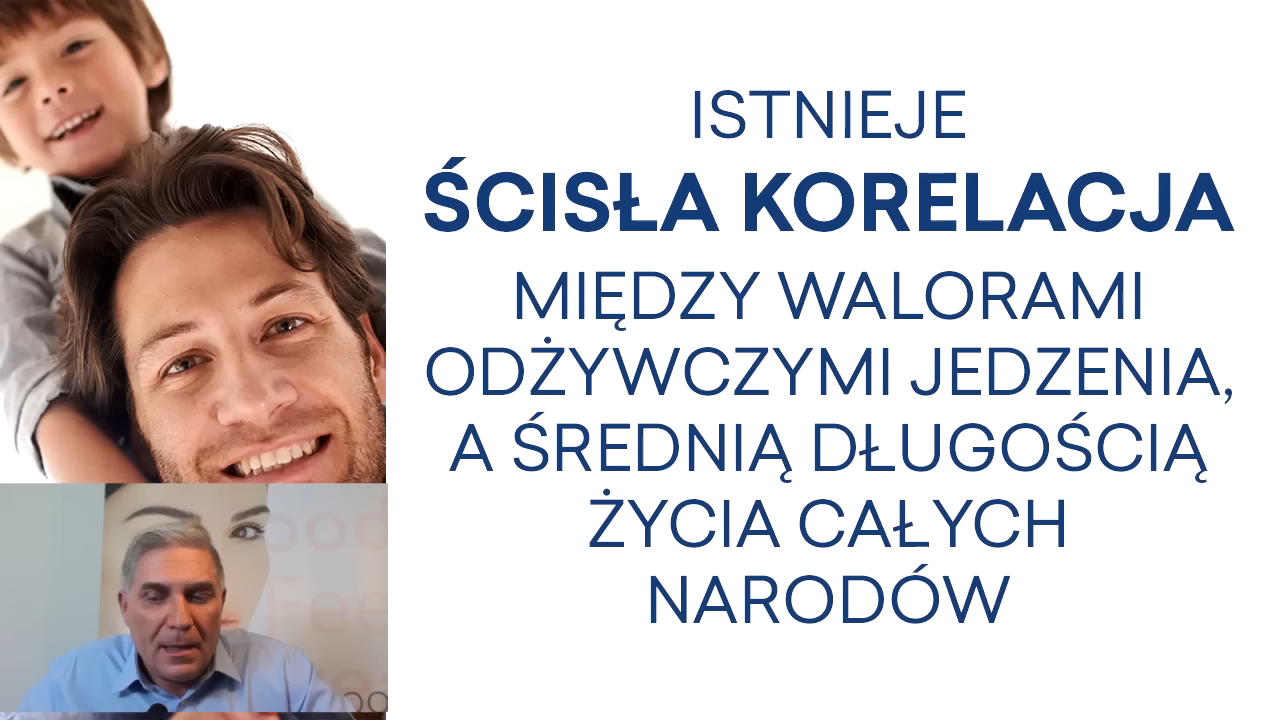 ISTNIEJE
ŚCISŁA KORELACJA
MIĘDZY WALORAMI
ODŻYWCZYMI JEDZENIA,
A ŚREDNIĄ DŁUGOŚCIĄ
ŻYCIA CAŁYCH
NARODÓW